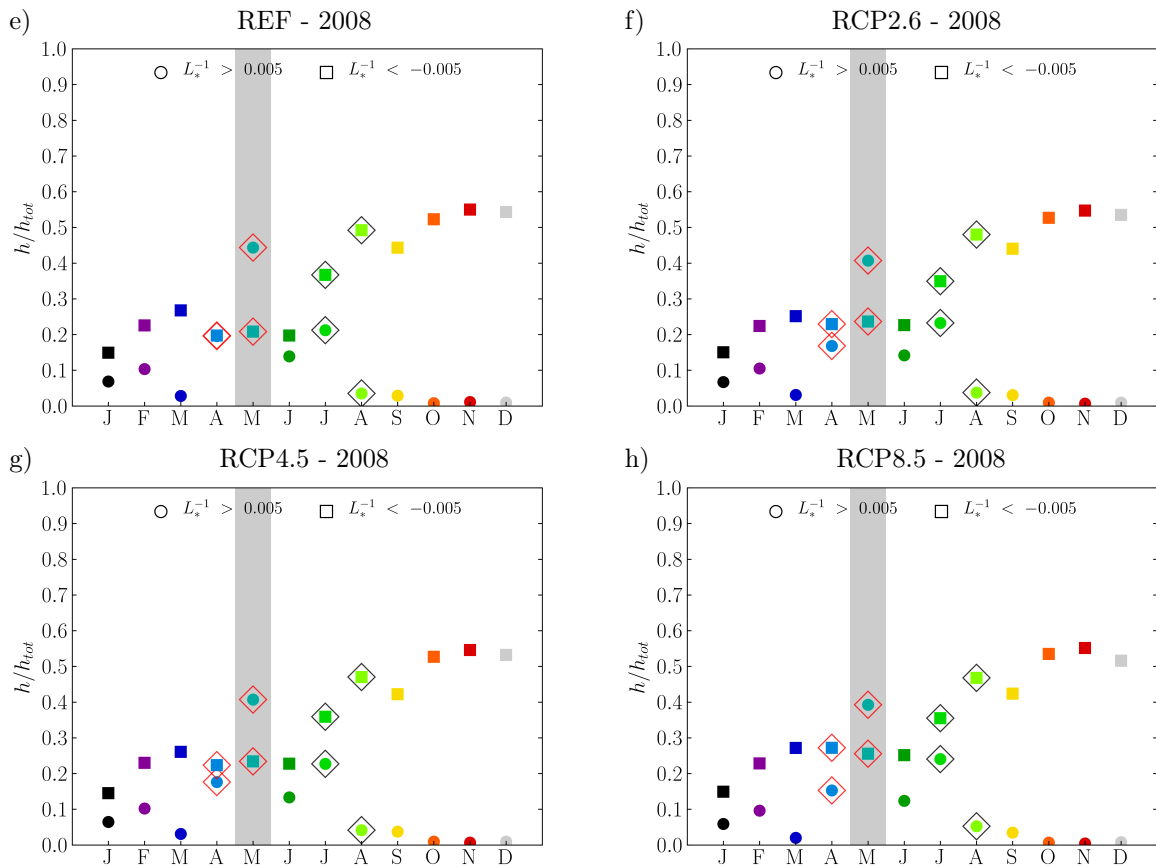 e) REF - 2008
h/h_{tot}
1.0
0.9
0.8
0.7
0.6
0.5
0.4
0.3
0.2
0.1
0.0
L_*^{-1} > 0.005 L_*^{-1} < −0.005
J F M A M J J A S O N D
f) RCP2.6 - 2008
h/h_{tot}
1.0
0.9
0.8
0.7
0.6
0.5
0.4
0.3
0.2
0.1
0.0
L_*^{-1} > 0.005 L_*^{-1} < −0.005
J F M A M J J A S O N D
g) RCP4.5 - 2008
h/h_{tot}
1.0
0.9
0.8
0.7
0.6
0.5
0.4
0.3
0.2
0.1
0.0
L_*^{-1} > 0.005 L_*^{-1} < −0.005
J F M A M J J A S O N D
h) RCP8.5 - 2008
h/h_{tot}
1.0
0.9
0.8
0.7
0.6
0.5
0.4
0.3
0.2
0.1
0.0
L_*^{-1} > 0.005 L_*^{-1} < −0.005
J F M A M J J A S O N D